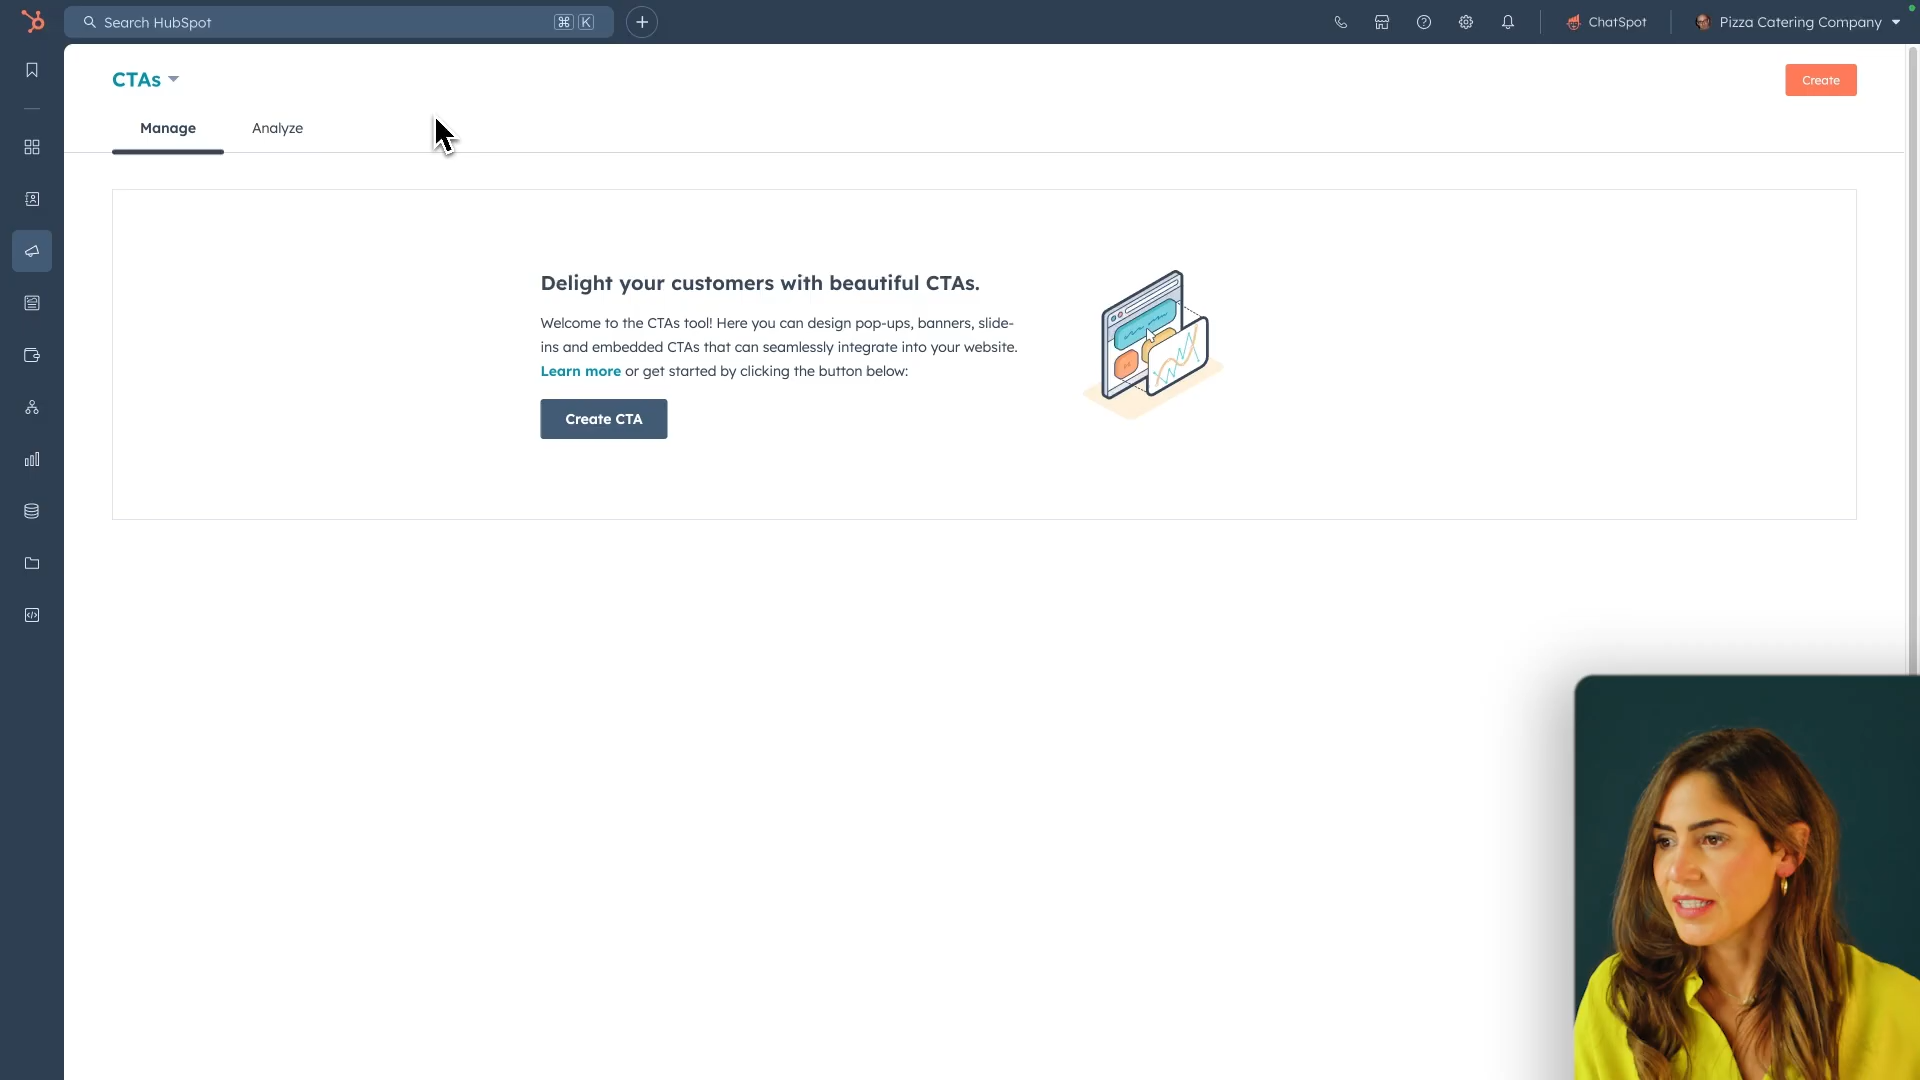 Search HubSpot
⌘ K
ChatSpot
Pizza Catering Company
CTAs
Create
Manage
Analyze
Delight your customers with beautiful CTAs.
Welcome to the CTAs tool! Here you can design pop-ups, banners, slide-
ins and embedded CTAs that can seamlessly integrate into your website.
Learn more or get started by clicking the button below:
Create CTA